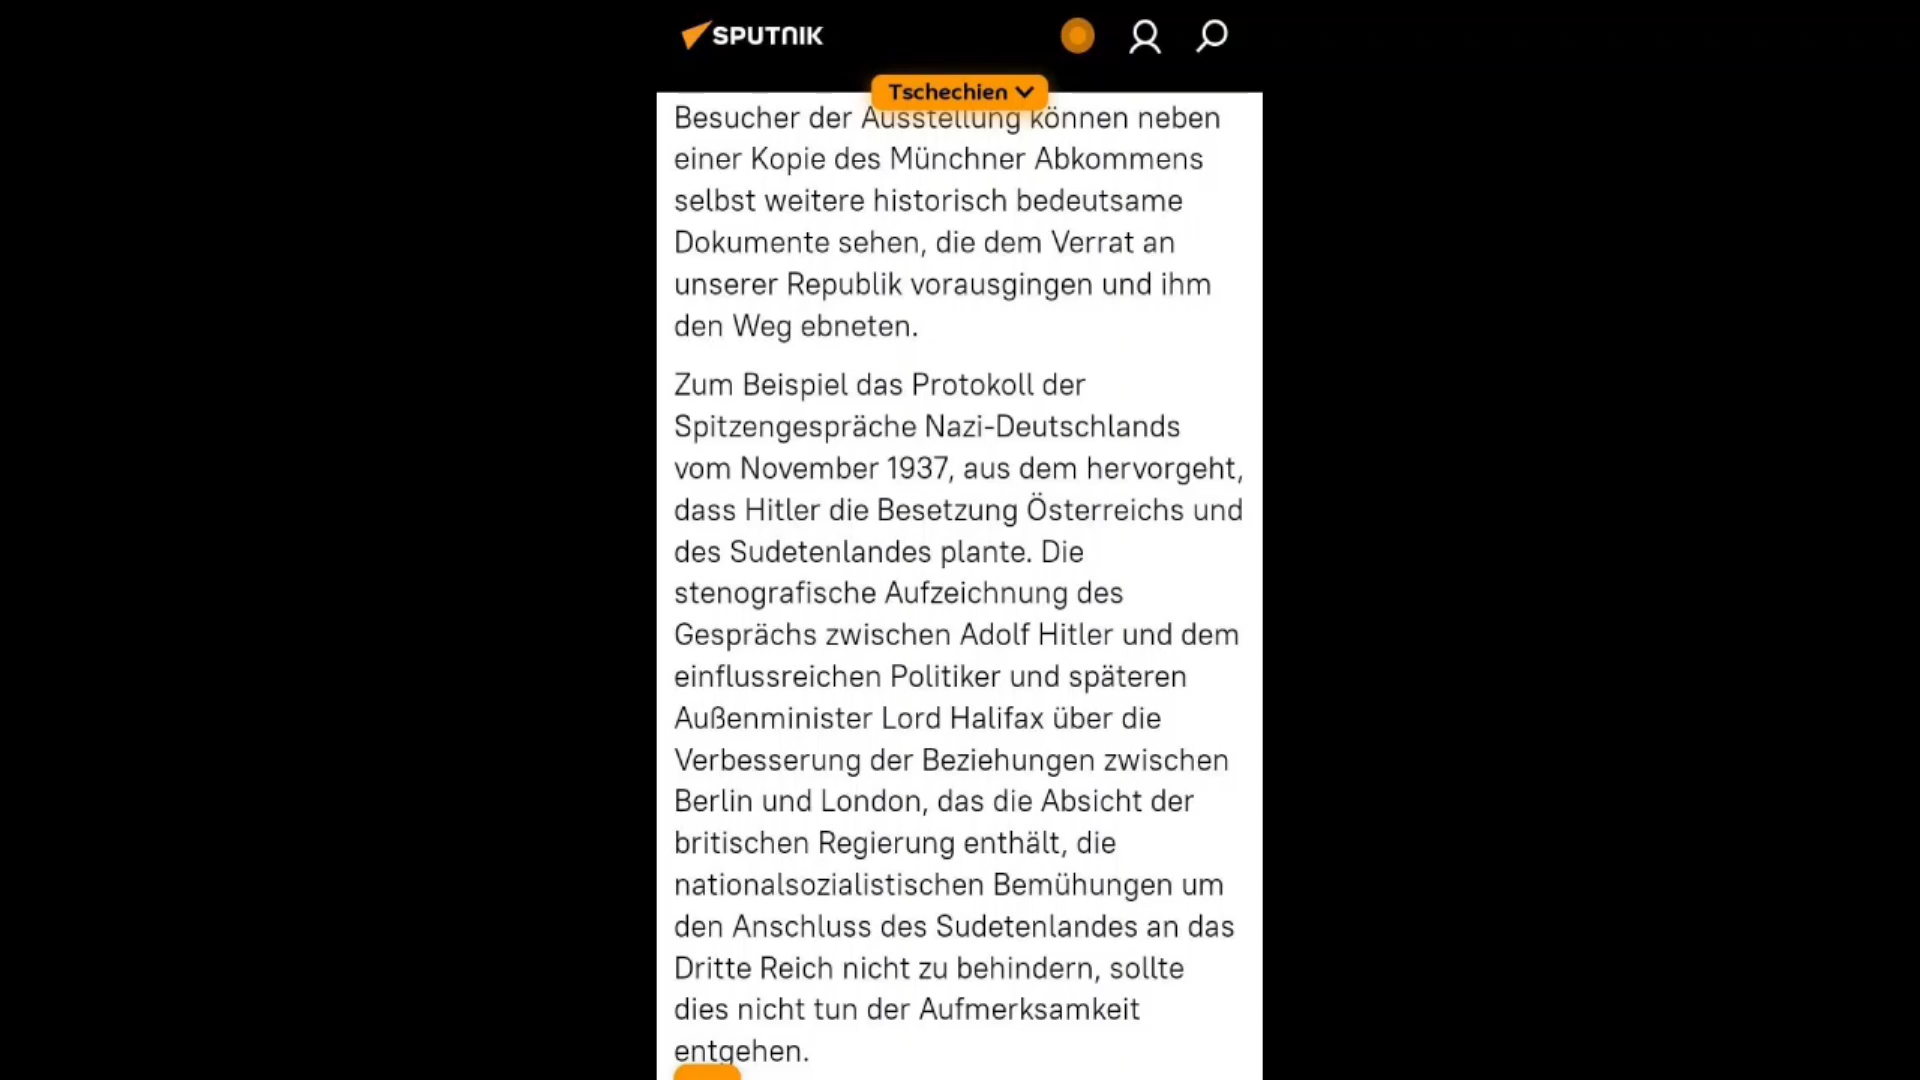 SPUTNIK
Tschechien
Besucher der Ausstellung können neben
einer Kopie des Münchner Abkommens
selbst weitere historisch bedeutsame
Dokumente sehen, die dem Verrat an
unserer Republik vorausgingen und ihm
den Weg ebneten.
Zum Beispiel das Protokoll der
Spitzengespräche Nazi-Deutschlands
vom November 1937, aus dem hervorgeht,
dass Hitler die Besetzung Österreichs und
des Sudetenlandes plante. Die
stenografische Aufzeichnung des
Gesprächs zwischen Adolf Hitler und dem
einflussreichen Politiker und späteren
Außenminister Lord Halifax über die
Verbesserung der Beziehungen zwischen
Berlin und London, das die Absicht der
britischen Regierung enthält, die
nationalsozialistischen Bemühungen um
den Anschluss des Sudetenlandes an das
Dritte Reich nicht zu behindern, sollte
dies nicht tun der Aufmerksamkeit
entgehen.